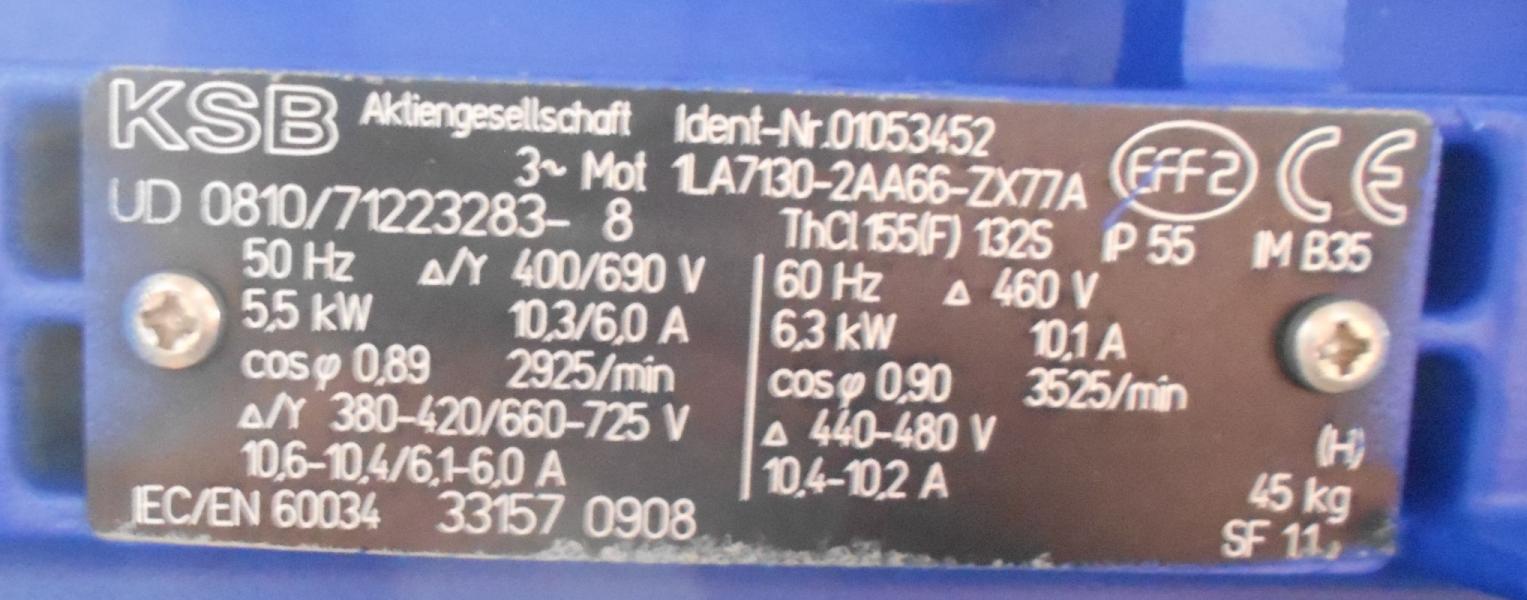 KSB Aktiengesellschaft Ident-Nr.01053452
3~ Mot 1LA7130-2AA66-ZX77A EFF2 CE
UD 0810/71223283- 8 ThCl 155(F) 132S IP 55 IM B35
50 Hz Δ/Y 400/690 V 60 Hz Δ 460 V
5,5 kW 10,3/6,0 A 6,3 kW 10,1 A
cosφ 0,89 2925/min cosφ 0,90 3525/min
Δ/Y 380-420/660-725 V Δ 440-480 V (H)
10,6-10,4/6,1-6,0 A 10,4-10,2 A 45 kg
IEC/EN 60034 33157 0908 SF 1.1